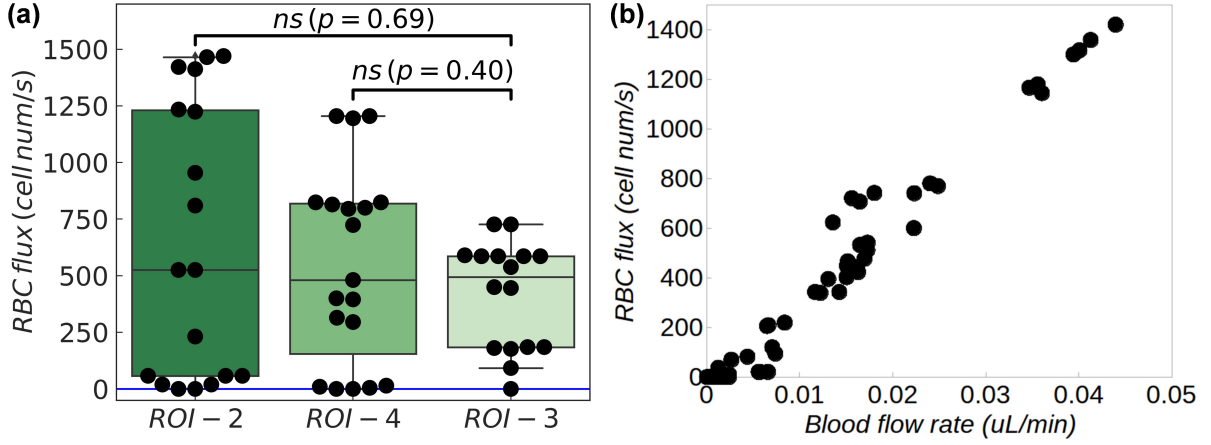 (a)
ns (p = 0.69)
ns (p = 0.40)
RBC flux (cell num/s)
1500
1250
1000
750
500
250
0
ROI − 2
ROI − 4
ROI − 3
(b)
RBC flux (cell num/s)
1400
1200
1000
800
600
400
200
0
0
0.01
0.02
0.03
0.04
0.05
Blood flow rate (uL/min)